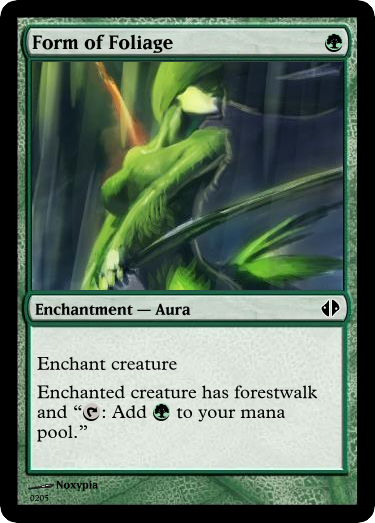 Form of Foliage
Enchantment — Aura
Enchant creature
Enchanted creature has forestwalk
and “: Add to your mana
pool.”
Noxypia
0205